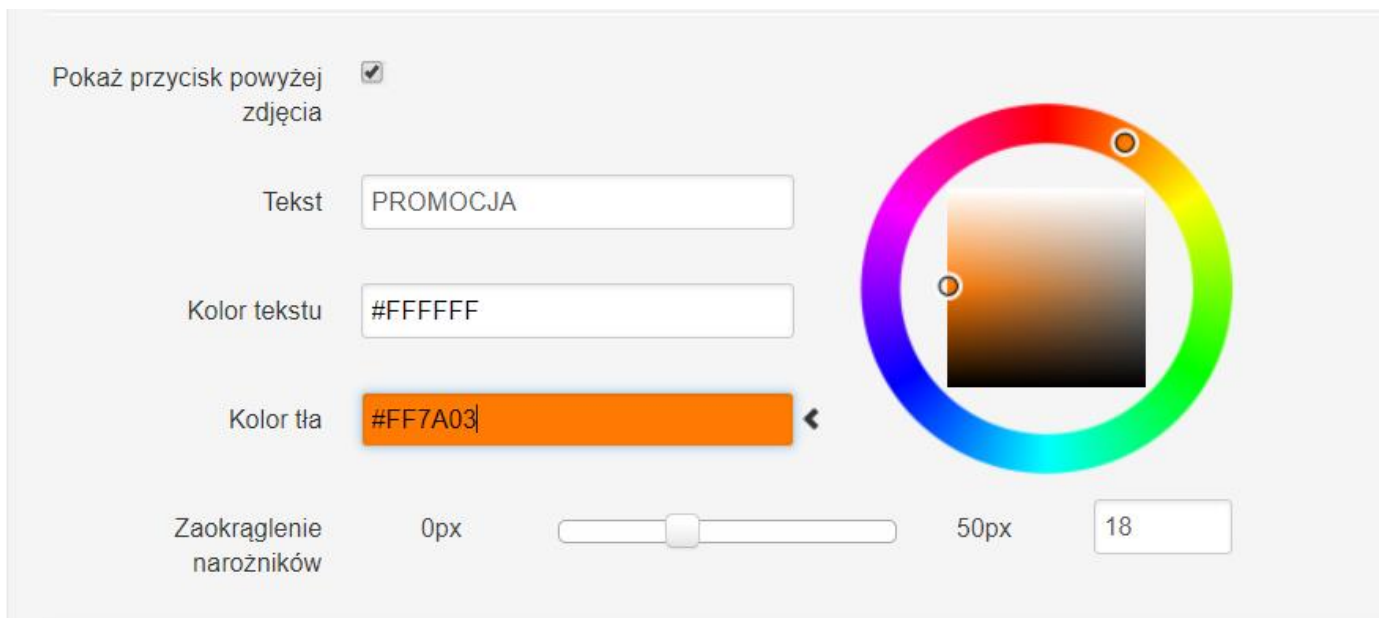 Pokaż przycisk powyżej
zdjęcia
Tekst PROMOCJA
Kolor tekstu #FFFFFF
Kolor tła #FF7A03
Zaokrąglenie
narożników
0px 50px 18